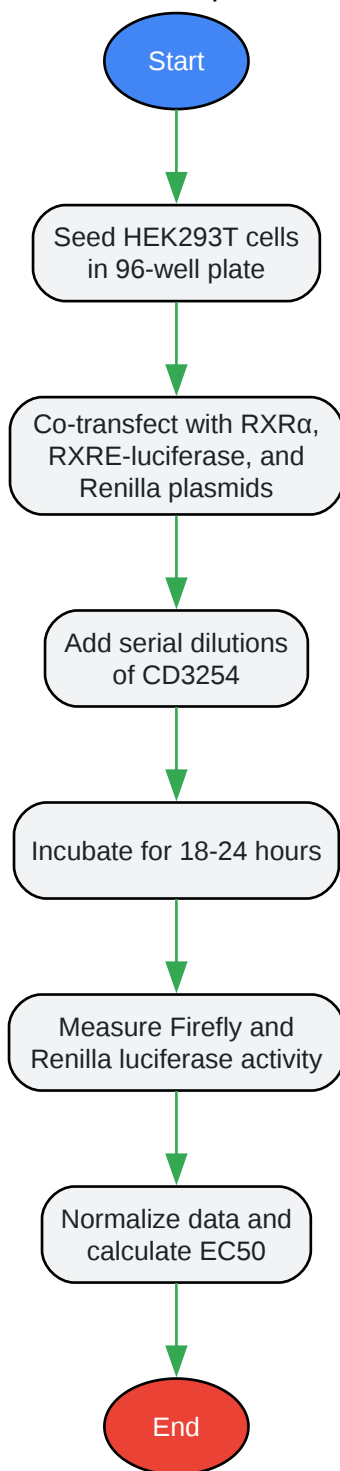 Start
Seed HEK293T cells
in 96-well plate
Co-transfect with RXRα,
RXRE-luciferase, and
Renilla plasmids
Add serial dilutions
of CD3254
Incubate for 18-24 hours
Measure Firefly and
Renilla luciferase activity
Normalize data and
calculate EC50
End